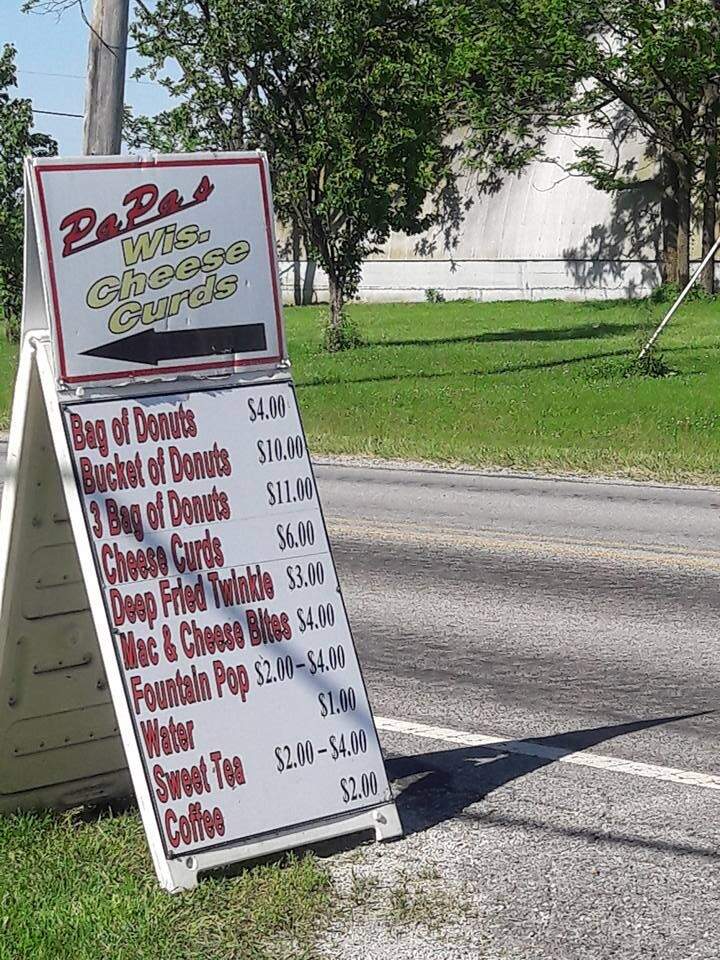 PaPa's
Wis.
Cheese
Curds
Bag of Donuts $4.00
Bucket of Donuts $10.00
3 Bag of Donuts $11.00
Cheese Curds $6.00
Deep Fried Twinkie $3.00
Mac & Cheese Bites $4.00
Fountain Pop $2.00-$4.00
Water $1.00
Sweet Tea $2.00-$4.00
Coffee $2.00